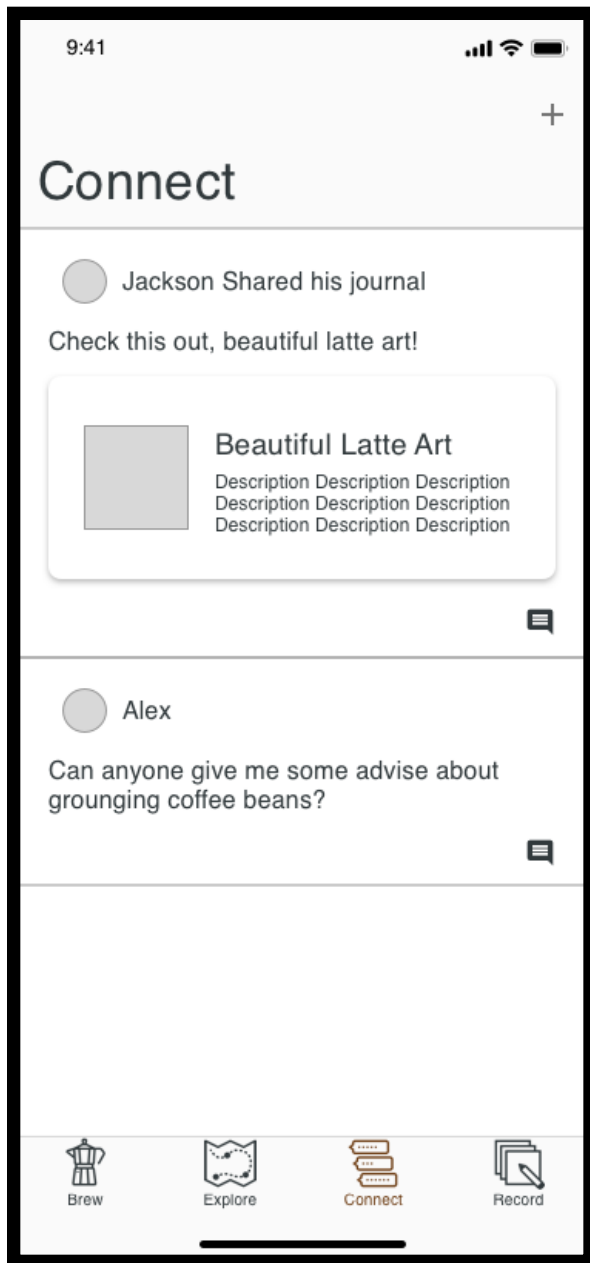 9:41
Connect
Jackson Shared his journal
Check this out, beautiful latte art!
Beautiful Latte Art
Description Description Description
Description Description Description
Description Description Description
Alex
Can anyone give me some advise about
grounging coffee beans?
Brew Explore Connect Record